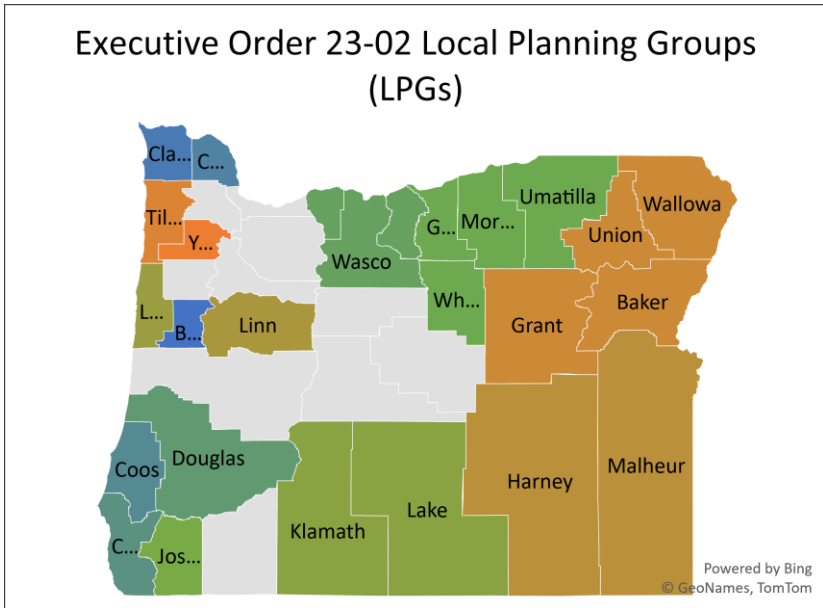 Executive Order 23-02 Local Planning Groups
(LPGs)
Cla...
C...
Til...
Y...
Wasco
G...
Mor...
Umatilla
Wallowa
Union
L...
B...
Linn
Wh...
Grant
Baker
Coos
Douglas
C...
Jos...
Klamath
Lake
Harney
Malheur
Powered by Bing
© GeoNames, TomTom